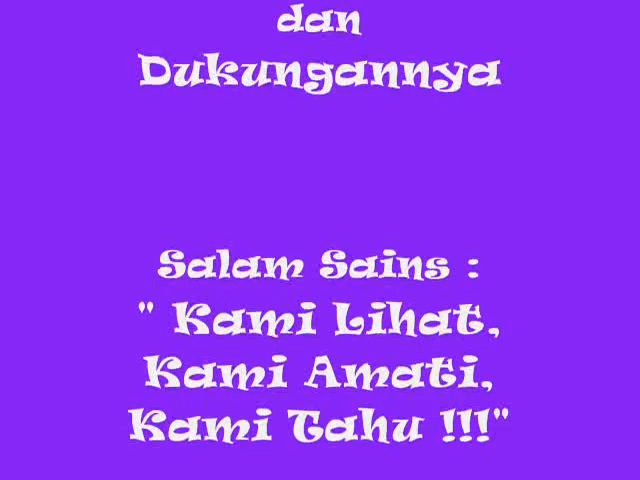 dan
Dukungannya
Salam Sains :
" Kami Lihat,
Kami Amati,
Kami Tahu !!!"